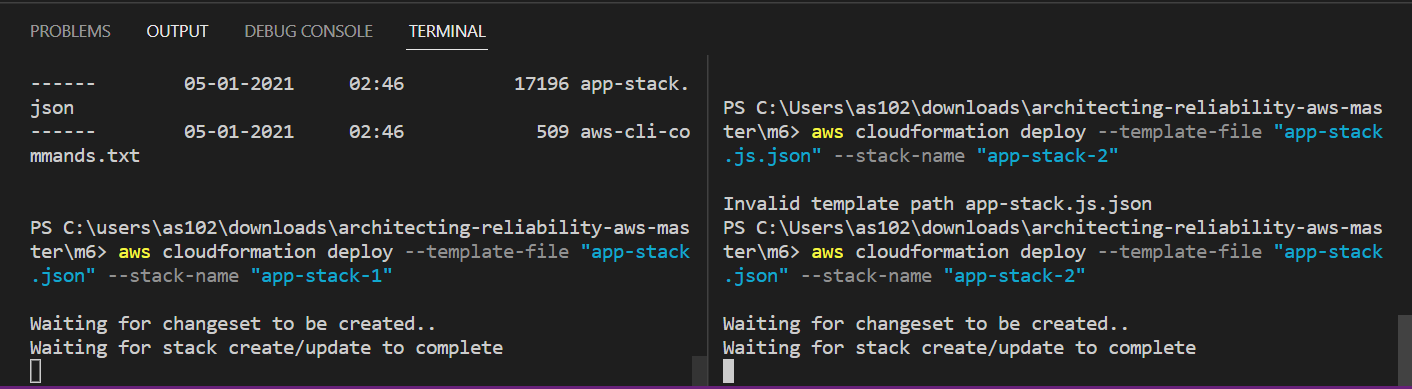 PROBLEMS OUTPUT DEBUG CONSOLE TERMINAL
------ 05-01-2021 02:46 17196 app-stack.
json
------ 05-01-2021 02:46 509 aws-cli-co
mmands.txt
PS C:\Users\as102\downloads\architecting-reliability-aws-mas
ter\m6> aws cloudformation deploy --template-file "app-stack
.json" --stack-name "app-stack-1"
Waiting for changeset to be created..
Waiting for stack create/update to complete
PS C:\Users\as102\downloads\architecting-reliability-aws-mas
ter\m6> aws cloudformation deploy --template-file "app-stack
.js.json" --stack-name "app-stack-2"
Invalid template path app-stack.js.json
PS C:\Users\as102\downloads\architecting-reliability-aws-mas
ter\m6> aws cloudformation deploy --template-file "app-stack
.json" --stack-name "app-stack-2"
Waiting for changeset to be created..
Waiting for stack create/update to complete